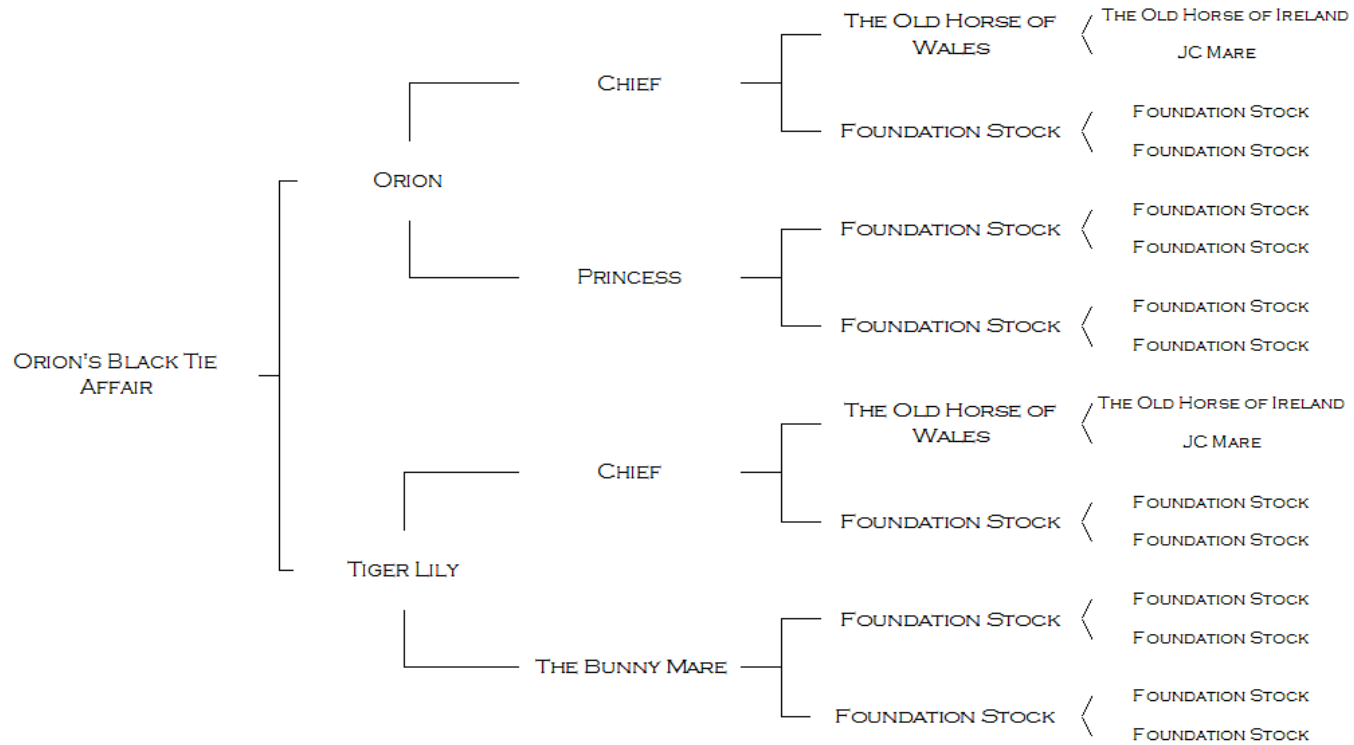 The Old Horse of
Wales
The Old Horse of Ireland
JC Mare
Chief
Foundation Stock
Foundation Stock
Foundation Stock
Orion
Foundation Stock
Foundation Stock
Foundation Stock
Princess
Foundation Stock
Foundation Stock
Foundation Stock
Orion's Black Tie
Affair
The Old Horse of
Wales
The Old Horse of Ireland
JC Mare
Chief
Foundation Stock
Foundation Stock
Foundation Stock
Tiger Lily
Foundation Stock
Foundation Stock
Foundation Stock
The Bunny Mare
Foundation Stock
Foundation Stock
Foundation Stock